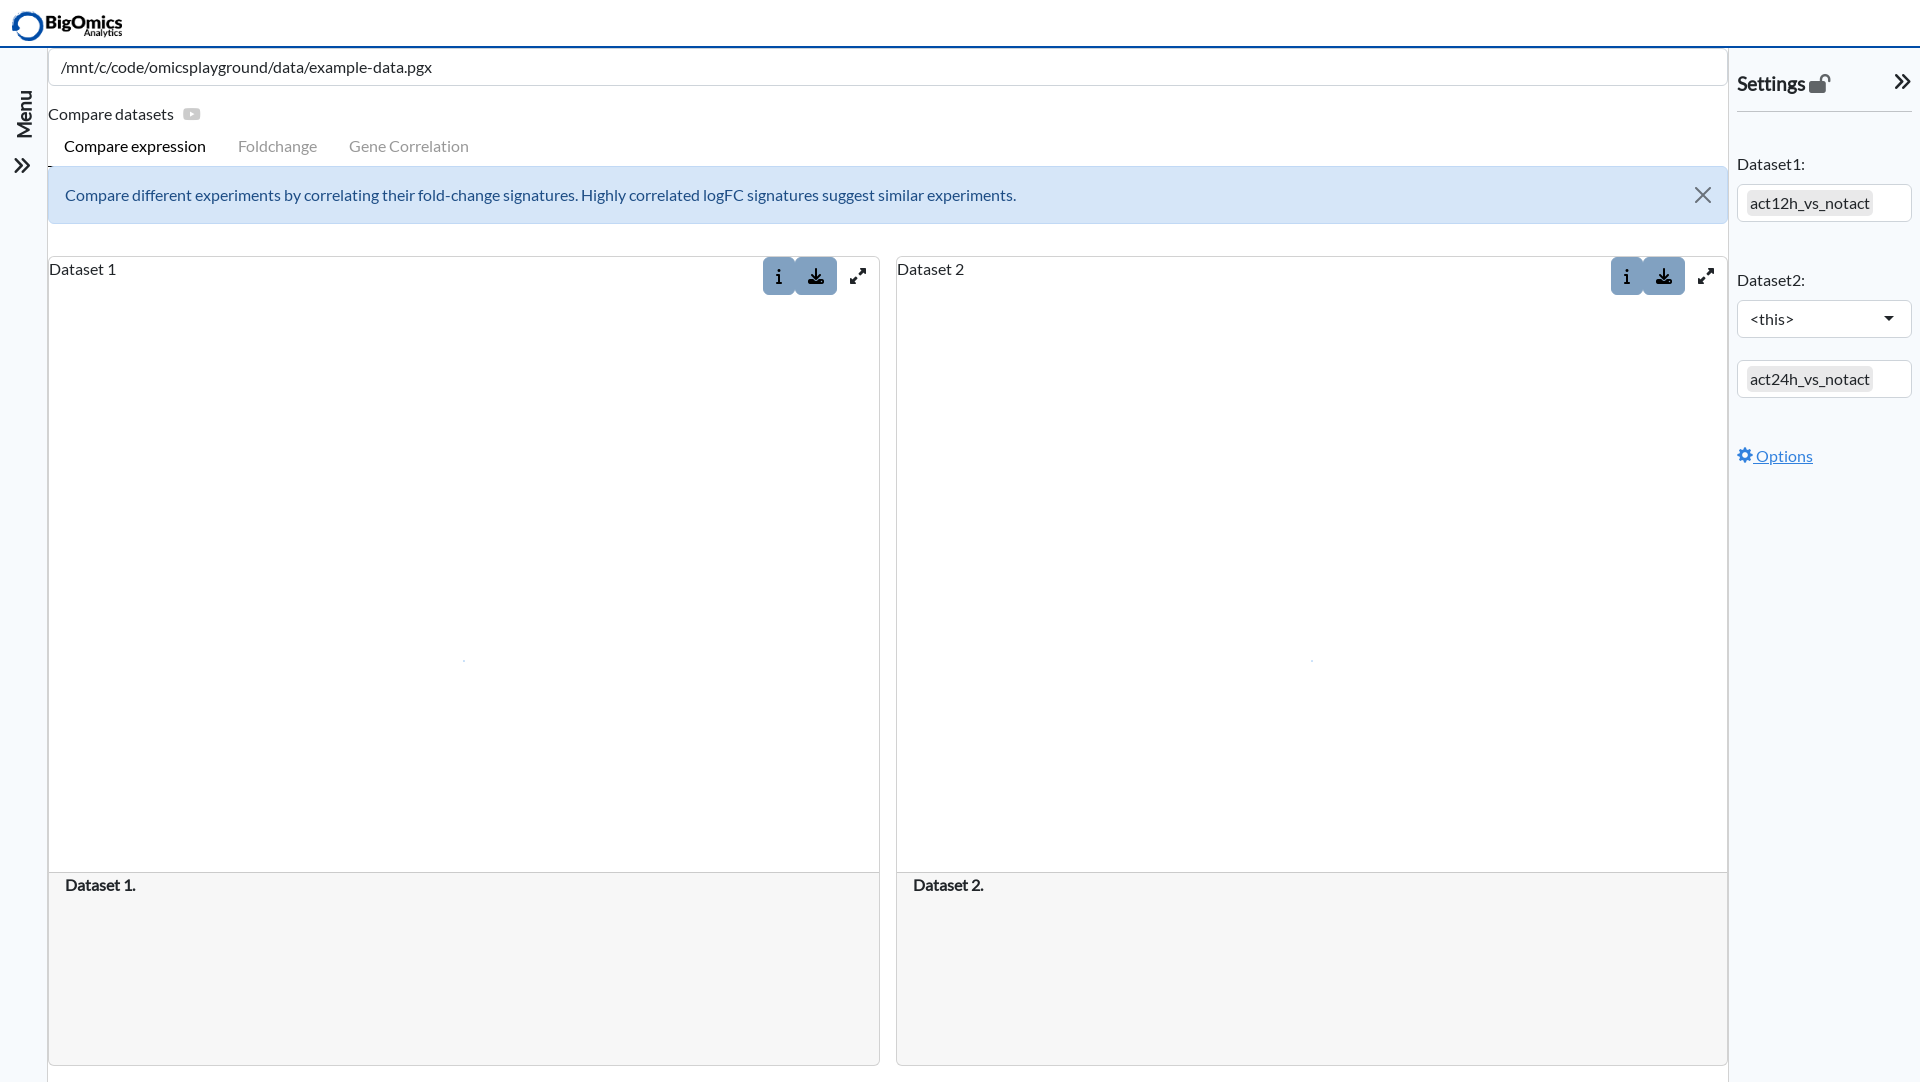 BigOmics
Analytics
Menu
/mnt/c/code/omicsplayground/data/example-data.pgx
Compare datasets
Compare expression
Foldchange
Gene Correlation
Compare different experiments by correlating their fold-change signatures. Highly correlated logFC signatures suggest similar experiments.
Dataset 1
Dataset 1.
Dataset 2
Dataset 2.
Settings
Dataset1:
act12h_vs_notact
Dataset2:
<this>
act24h_vs_notact
Options